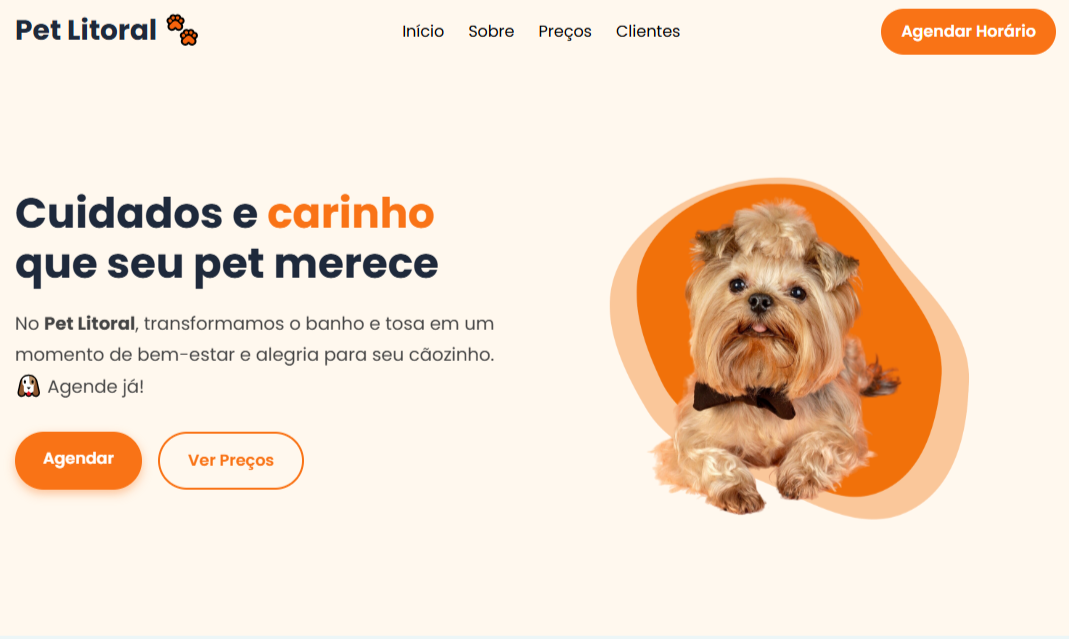 Pet Litoral
Início Sobre Preços Clientes
Agendar Horário
Cuidados e carinho
que seu pet merece
No Pet Litoral, transformamos o banho e tosa em um
momento de bem-estar e alegria para seu cãozinho.
Agende já!
Agendar
Ver Preços